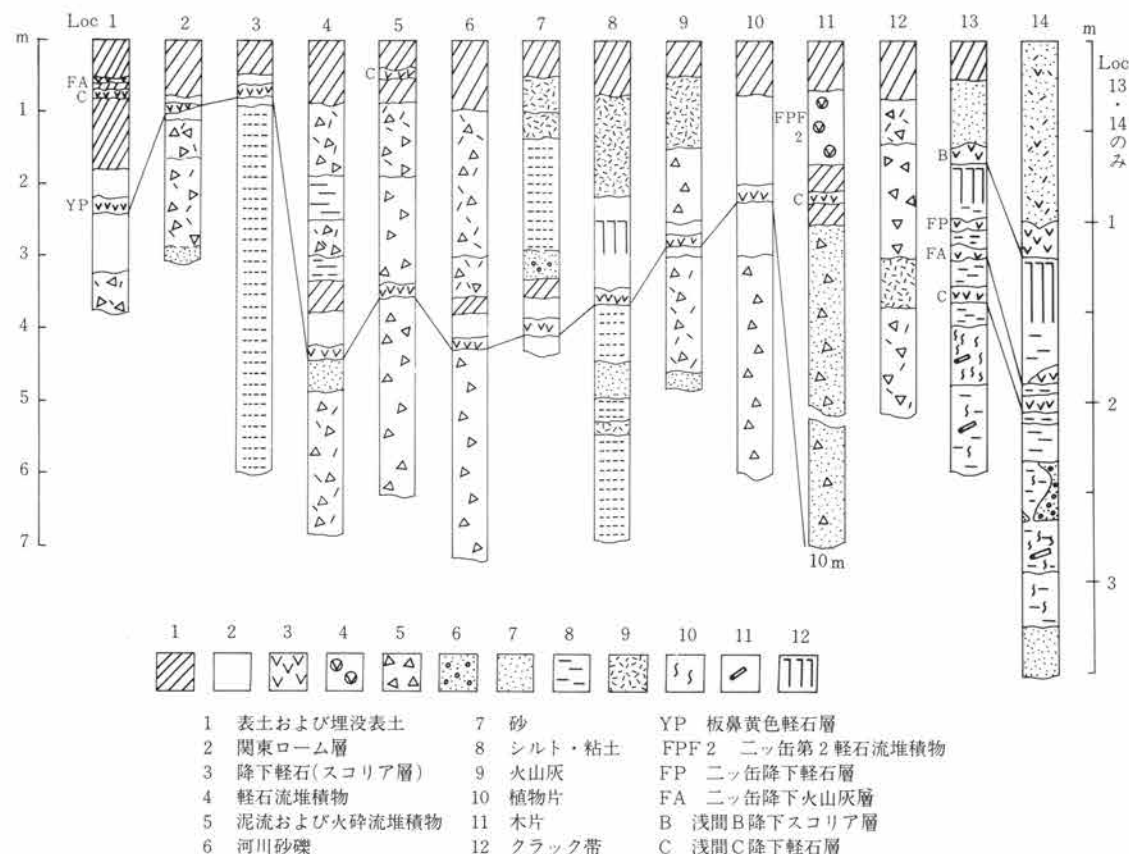 Loc 1 2 3 4 5 6 7 8 9 10 11 12 13 14
m
m
Loc
13
・
14
のみ
FA
C
C
1
YP
2
3
4
5
6
7
FPF
2
C
B
FP
FA
C
1
2
3
10 m
1 2 3 4 5 6 7 8 9 10 11 12
1 表土および埋没表土
2 関東ローム層
3 降下軽石(スコリア層)
4 軽石流堆積物
5 泥流および火砕流堆積物
6 河川砂礫
7 砂
8 シルト・粘土
9 火山灰
10 植物片
11 木片
12 クラック帯
YP 板鼻黄色軽石層
FPF 2 二ッ缶第2軽石流堆積物
FP 二ッ缶降下軽石層
FA 二ッ缶降下火山灰層
B 浅間B降下スコリア層
C 浅間C降下軽石層